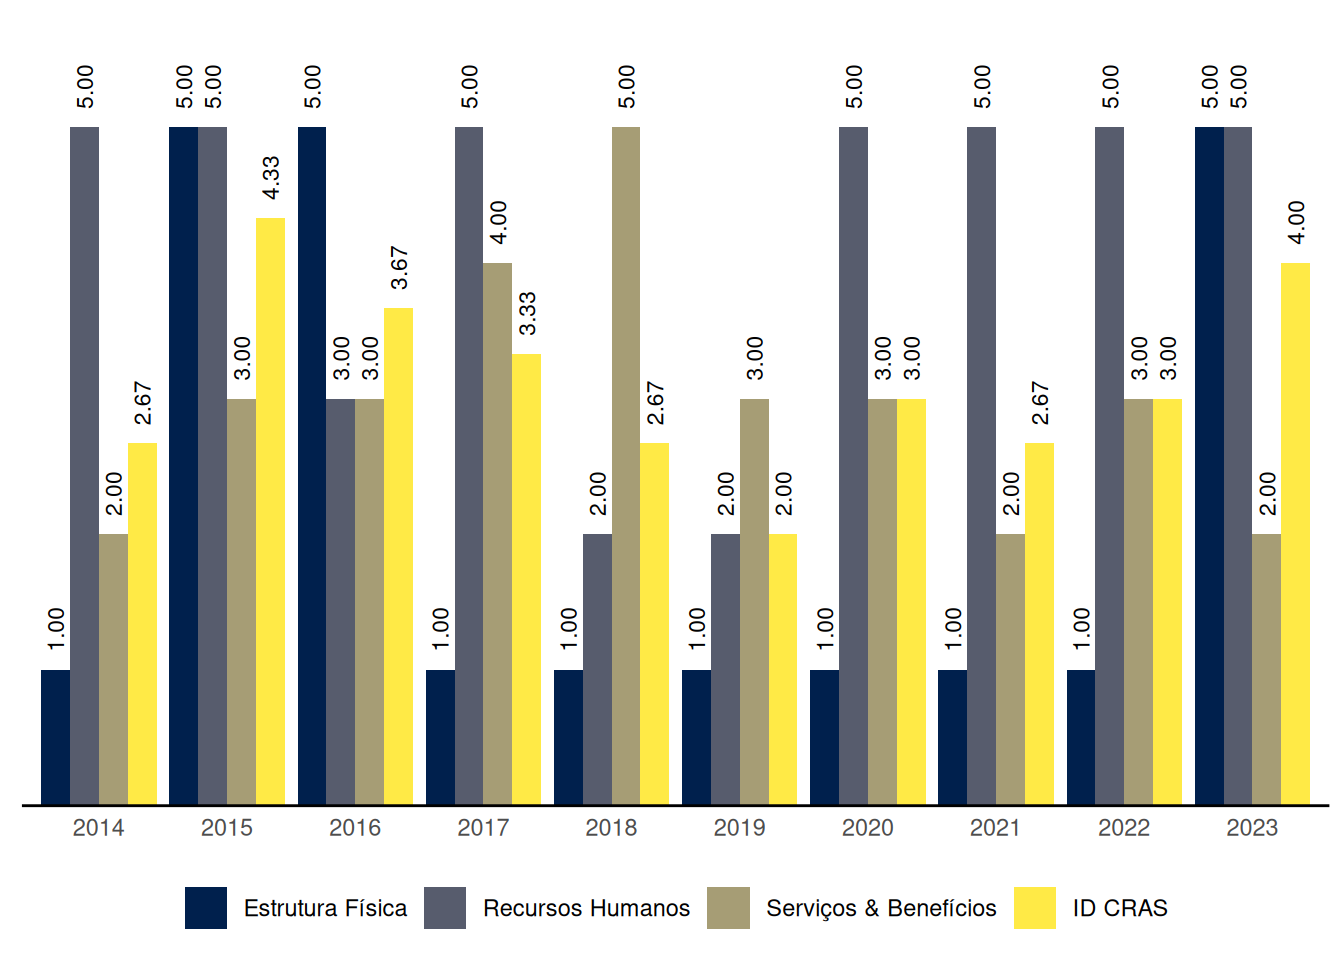 5.00 5.00 5.00 5.00 5.00 5.00 5.00 5.00 5.00 5.00 5.00
4.33
4.00 4.00
3.67
3.33
3.00 3.00 3.00 3.00 3.00 3.00 3.00 3.00
2.67 2.67 2.67
2.00 2.00 2.00 2.00 2.00 2.00
1.00 1.00 1.00 1.00 1.00 1.00 1.00
2014 2015 2016 2017 2018 2019 2020 2021 2022 2023
Estrutura Física Recursos Humanos Serviços & Benefícios ID CRAS